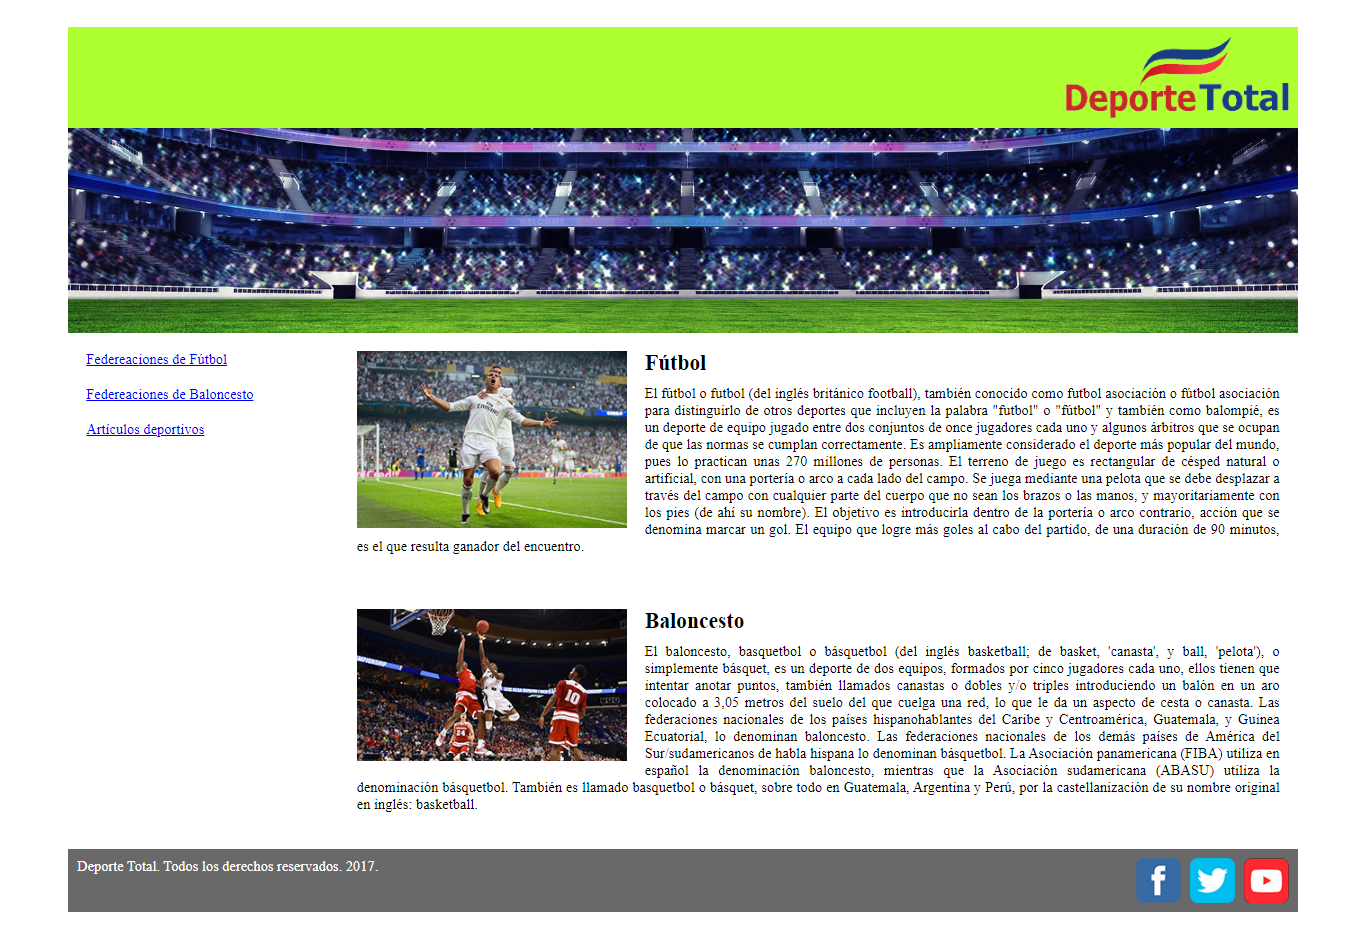 DeporteTotal
Federeaciones de Fútbol
Federeaciones de Baloncesto
Artículos deportivos
Fútbol
El fútbol o futbol (del inglés británico football), también conocido como futbol asociación o fútbol asociación
para distinguirlo de otros deportes que incluyen la palabra "futbol" o "fútbol" y también como balompié, es
un deporte de equipo jugado entre dos conjuntos de once jugadores cada uno y algunos árbitros que se ocupan
de que las normas se cumplan correctamente. Es ampliamente considerado el deporte más popular del mundo,
pues lo practican unas 270 millones de personas. El terreno de juego es rectangular de césped natural o
artificial, con una portería o arco a cada lado del campo. Se juega mediante una pelota que se debe desplazar a
través del campo con cualquier parte del cuerpo que no sean los brazos o las manos, y mayoritariamente con
los pies (de ahí su nombre). El objetivo es introducirla dentro de la portería o arco contrario, acción que se
denomina marcar un gol. El equipo que logre más goles al cabo del partido, de una duración de 90 minutos,
es el que resulta ganador del encuentro.
Baloncesto
El baloncesto, basquetbol o básquetbol (del inglés basketball; de basket, 'canasta', y ball, 'pelota'), o
simplemente básquet, es un deporte de dos equipos, formados por cinco jugadores cada uno, ellos tienen que
intentar anotar puntos, también llamados canastas o dobles y/o triples introduciendo un balón en un aro
colocado a 3,05 metros del suelo del que cuelga una red, lo que le da un aspecto de cesta o canasta. Las
federaciones nacionales de los países hispanohablantes del Caribe y Centroamérica, Guatemala, y Guinea
Ecuatorial, lo denominan baloncesto. Las federaciones nacionales de los demás países de América del
Sur/sudamericanos de habla hispana lo denominan básquetbol. La Asociación panamericana (FIBA) utiliza en
español la denominación baloncesto, mientras que la Asociación sudamericana (ABASU) utiliza la
denominación básquetbol. También es llamado basquetbol o básquet, sobre todo en Guatemala, Argentina y Perú, por la castellanización de su nombre original
en inglés: basketball.
10
24
Deporte Total. Todos los derechos reservados. 2017.